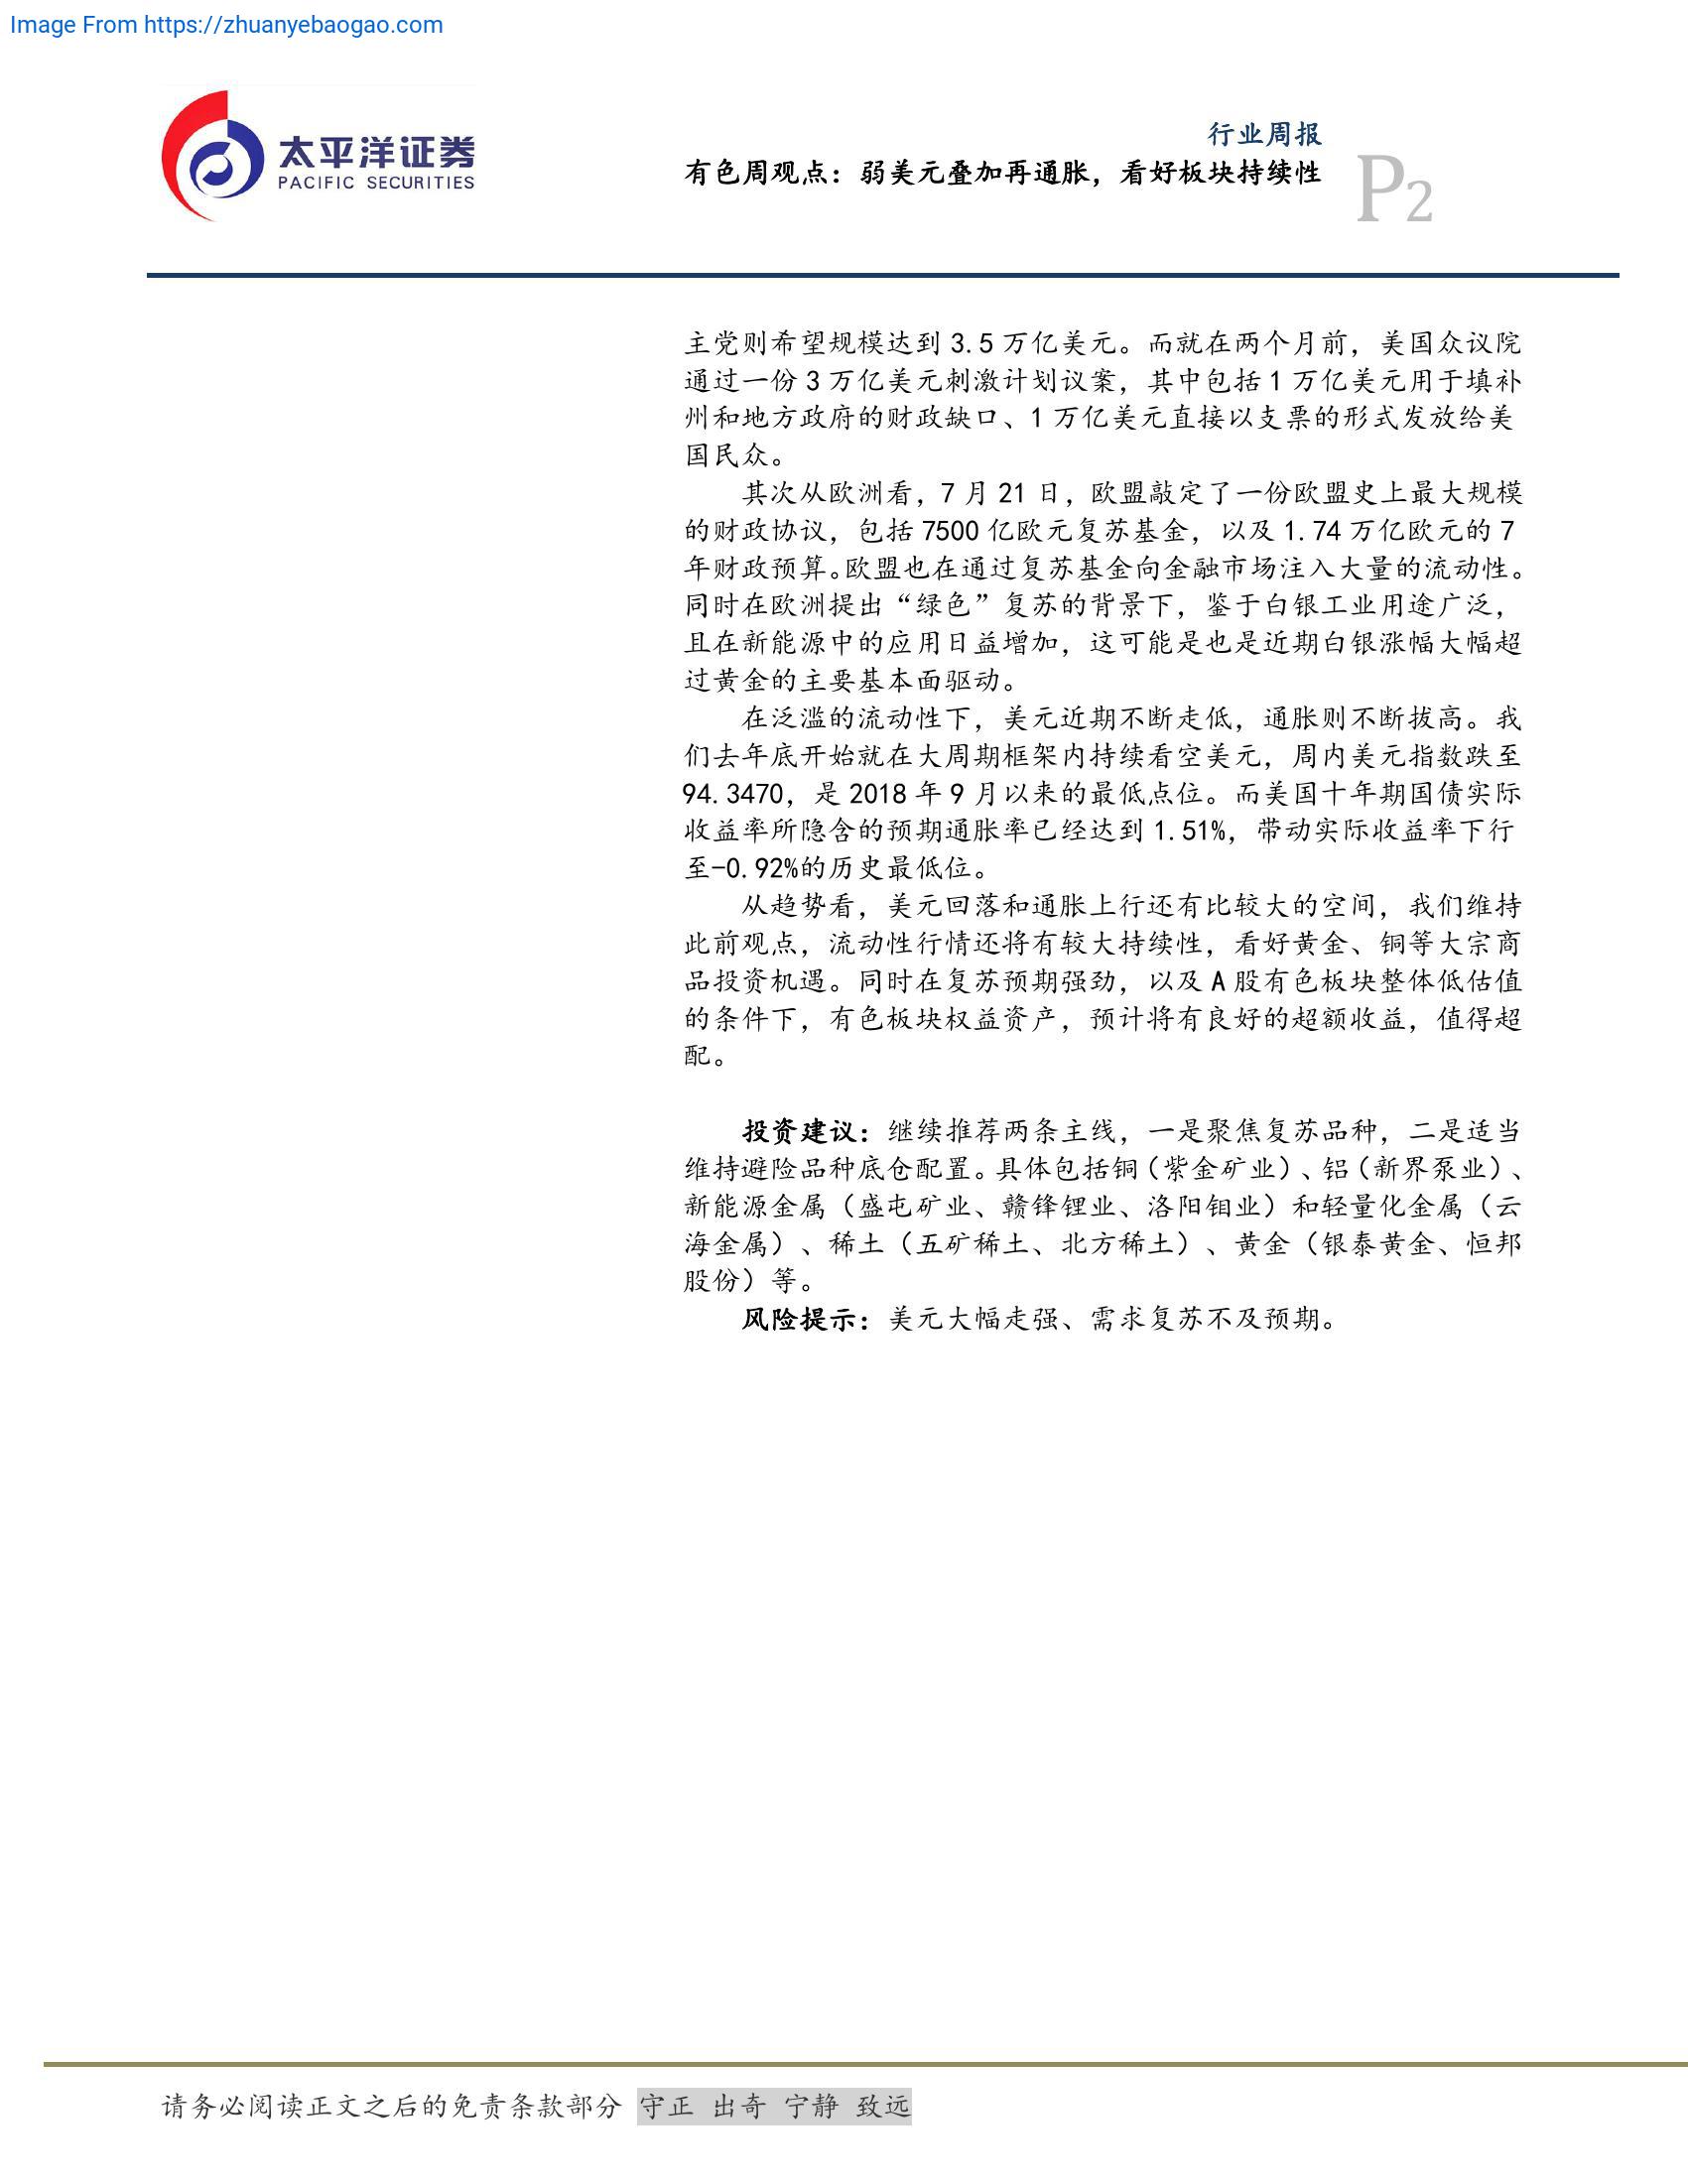 Image From https://zhuanyebaogao.com
太平洋证券
PACIFIC SECURITIES
行业周报
有色周观点：弱美元叠加再通胀，看好板块持续性
P2
主党则希望规模达到 3.5 万亿美元。而就在两个月前，美国众议院
通过一份 3 万亿美元刺激计划议案，其中包括 1 万亿美元用于填补
州和地方政府的财政缺口、1 万亿美元直接以支票的形式发放给美
国民众。
其次从欧洲看，7 月 21 日，欧盟敲定了一份欧盟史上最大规模
的财政协议，包括 7500 亿欧元复苏基金，以及 1.74 万亿欧元的 7
年财政预算。欧盟也在通过复苏基金向金融市场注入大量的流动性。
同时在欧洲提出“绿色”复苏的背景下，鉴于白银工业用途广泛，
且在新能源中的应用日益增加，这可能是也是近期白银涨幅大幅超
过黄金的主要基本面驱动。
在泛滥的流动性下，美元近期不断走低，通胀则不断拔高。我
们去年底开始就在大周期框架内持续看空美元，周内美元指数跌至
94.3470，是 2018 年 9 月以来的最低点位。而美国十年期国债实际
收益率所隐含的预期通胀率已经达到 1.51%，带动实际收益率下行
至-0.92%的历史最低位。
从趋势看，美元回落和通胀上行还有比较大的空间，我们维持
此前观点，流动性行情还将有较大持续性，看好黄金、铜等大宗商
品投资机遇。同时在复苏预期强劲，以及 A 股有色板块整体低估值
的条件下，有色板块权益资产，预计将有良好的超额收益，值得超
配。
投资建议：继续推荐两条主线，一是聚焦复苏品种，二是适当
维持避险品种底仓配置。具体包括铜（紫金矿业）、铝（新界泵业）、
新能源金属（盛屯矿业、赣锋锂业、洛阳钼业）和轻量化金属（云
海金属）、稀土（五矿稀土、北方稀土）、黄金（银泰黄金、恒邦
股份）等。
风险提示：美元大幅走强、需求复苏不及预期。
请务必阅读正文之后的免责条款部分 守正 出奇 宁静 致远